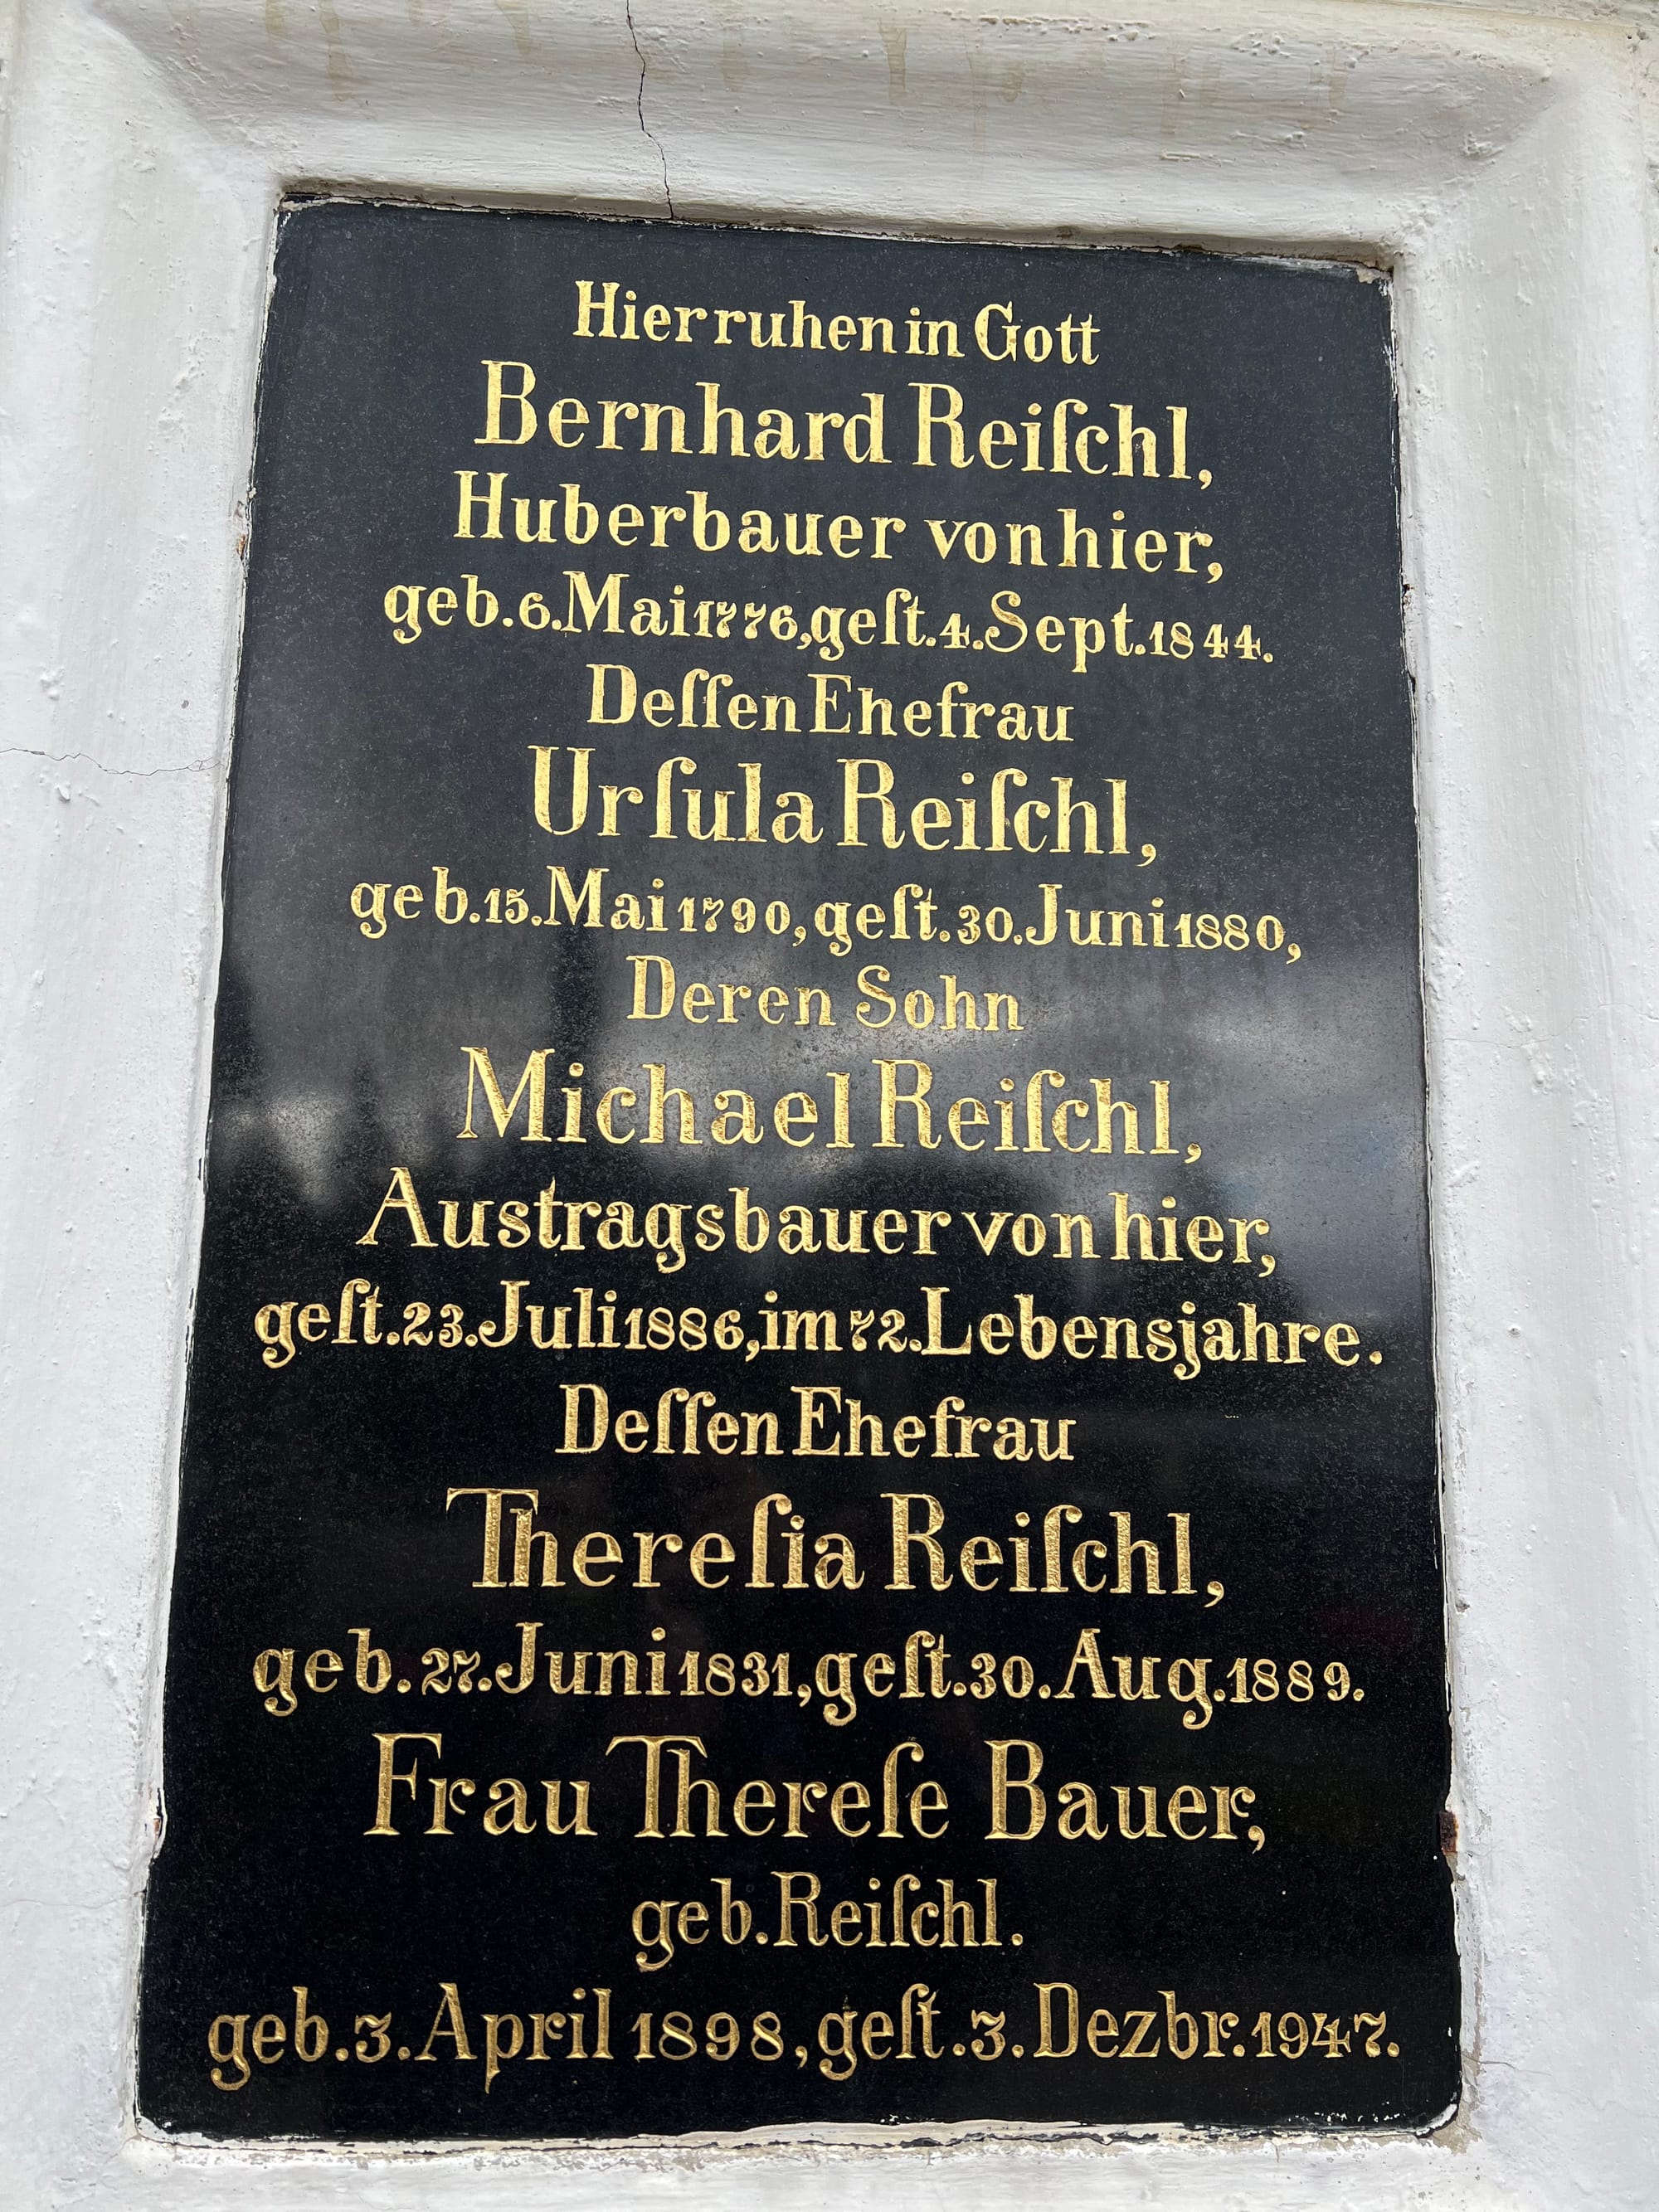 Hier ruhen in Gott
Bernhard Reiſchl,
Huberbauer von hier,
geb. 6. Mai 1776, geſt. 4. Sept. 1844.
Deſſen Ehefrau
Urſula Reiſchl,
geb. 15. Mai 1790, geſt. 30. Juni 1880,
Deren Sohn
Michael Reiſchl,
Austragsbauer von hier,
geſt. 23. Juli 1886, im 72. Lebensjahre.
Deſſen Ehefrau
Thereſia Reiſchl,
geb. 27. Juni 1831, geſt. 30. Aug. 1889.
Frau Thereſe Bauer,
geb. Reiſchl.
geb. 3. April 1898, geſt. 3. Dezbr. 1947.